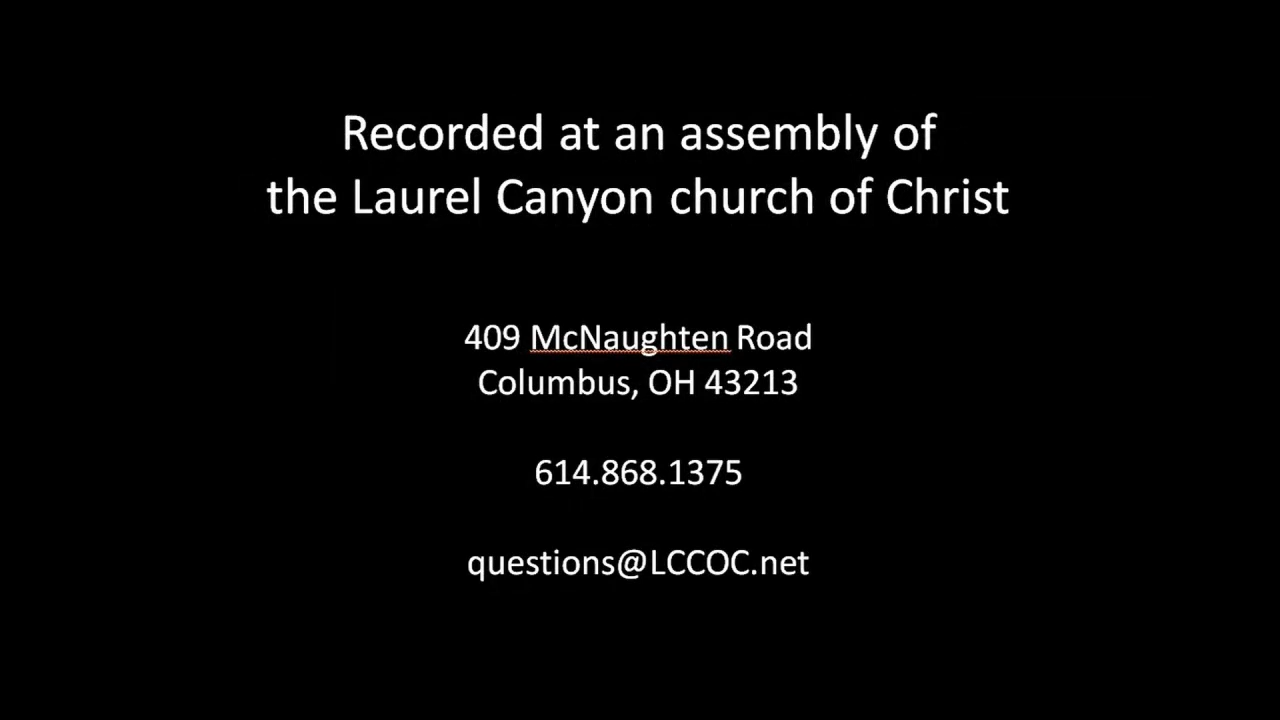 Recorded at an assembly of
the Laurel Canyon church of Christ
409 McNaughten Road
Columbus, OH 43213
614.868.1375
questions@LCCOC.net